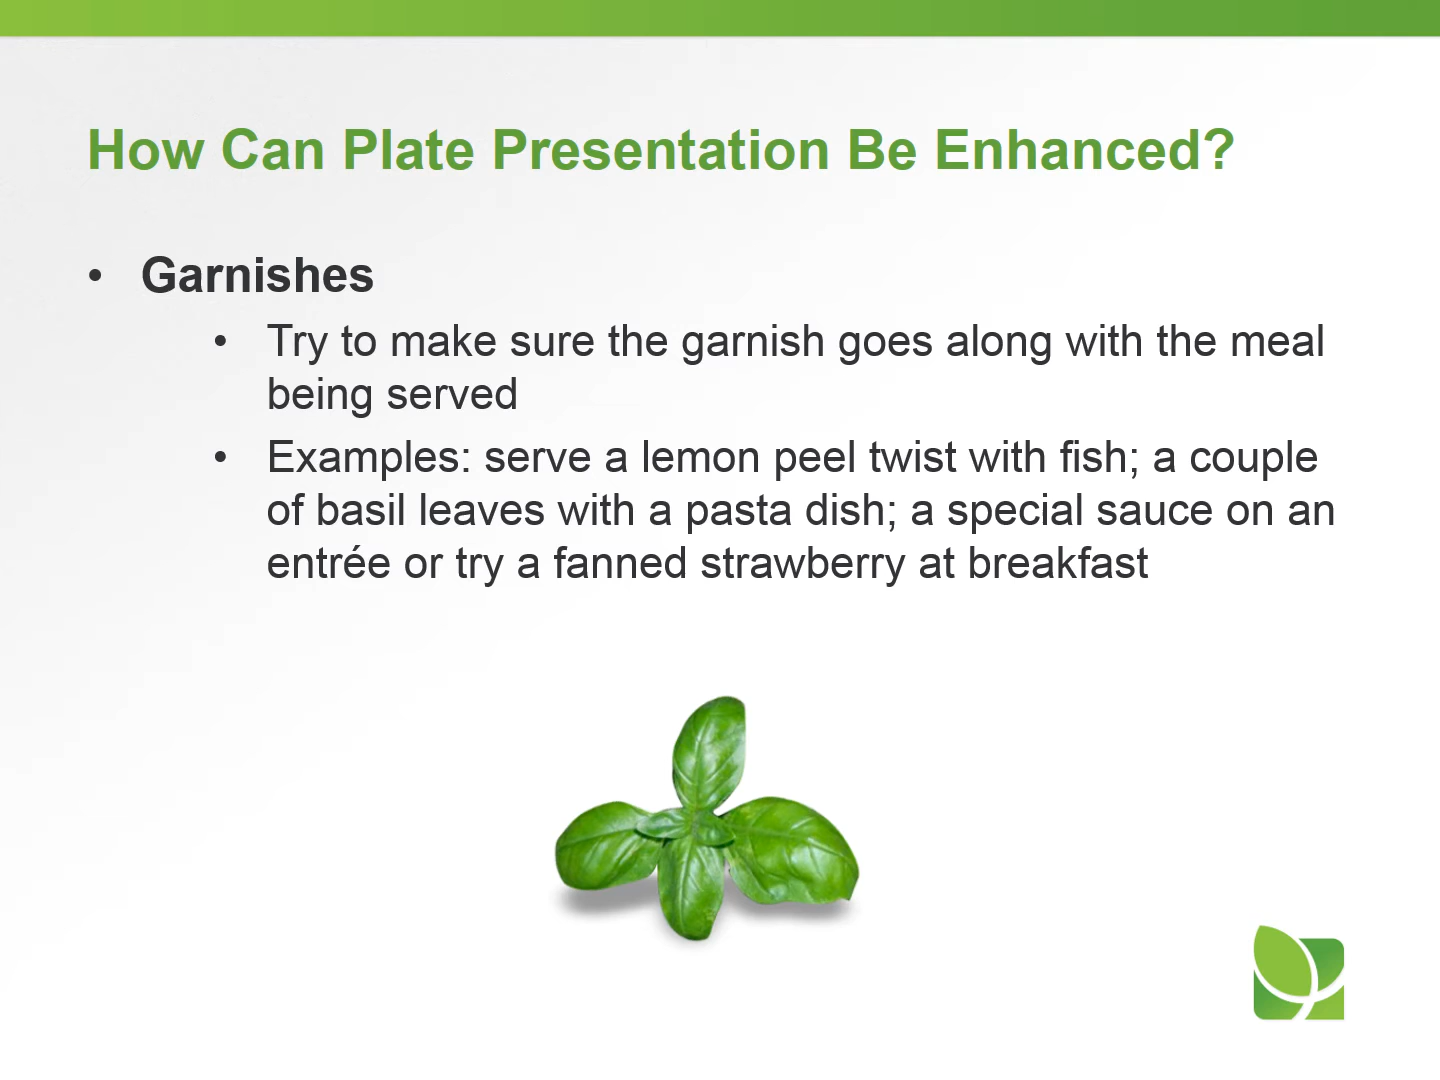 How Can Plate Presentation Be Enhanced?
• Garnishes
• Try to make sure the garnish goes along with the meal
being served
• Examples: serve a lemon peel twist with fish; a couple
of basil leaves with a pasta dish; a special sauce on an
entrée or try a fanned strawberry at breakfast